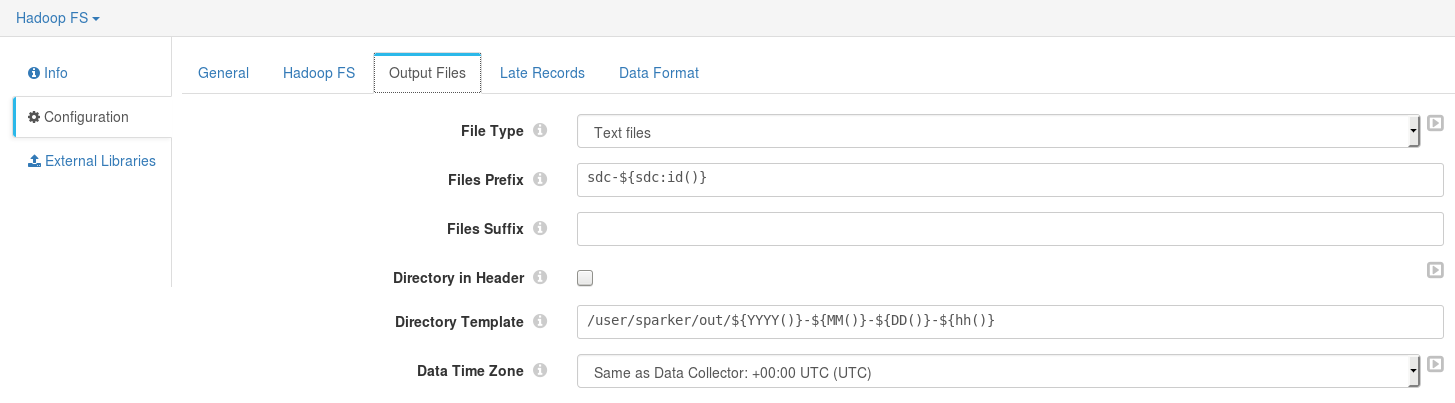 Hadoop FS
Info
Configuration
External Libraries
General Hadoop FS Output Files Late Records Data Format
File Type Text files
Files Prefix sdc-${sdc:id()}
Files Suffix
Directory in Header
Directory Template /user/sparker/out/${YYYY()}-${MM()}-${DD()}-${hh()}
Data Time Zone Same as Data Collector: +00:00 UTC (UTC)